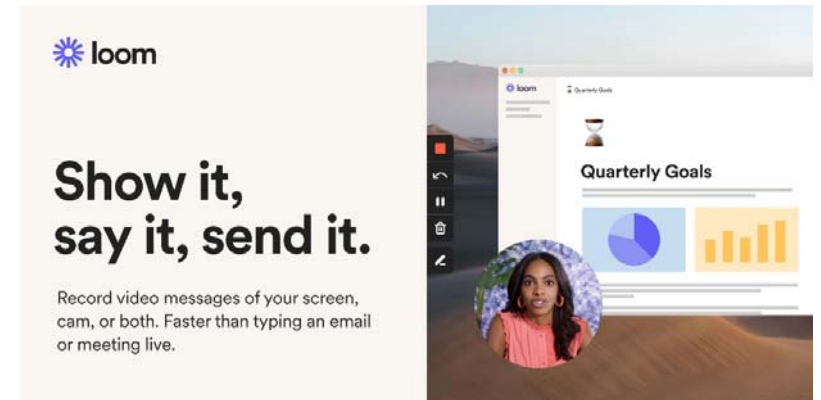 loom
Show it,
say it, send it.
Record video messages of your screen,
cam, or both. Faster than typing an email
or meeting live.
loom
Quarterly Goals
Quarterly Goals